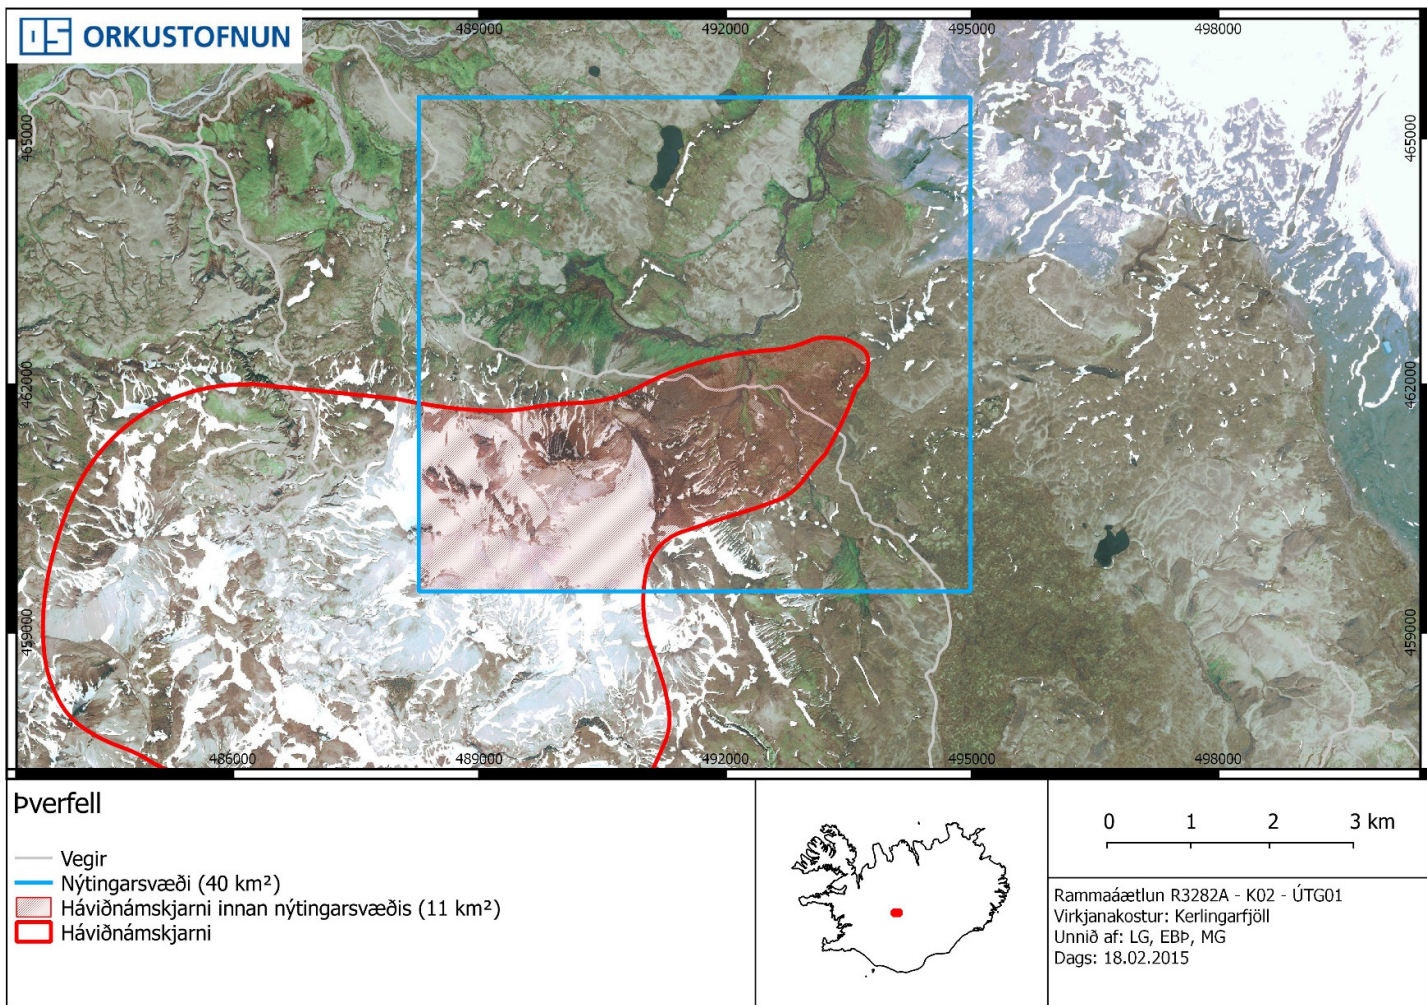 OS ORKUSTOFNUN
489000
492000
495000
498000
465000
465000
462000
462000
459000
459000
486000
489000
492000
495000
498000
Þverfell
Vegir
Nýtingarsvæði (40 km²)
Háviðnámskjarni innan nýtingarsvæðis (11 km²)
Háviðnámskjarni
0 1 2 3 km
Rammaáætlun R3282A - K02 - ÚTG01
Virkjanakostur: Kerlingarfjöll
Unnið af: LG, EBÞ, MG
Dags: 18.02.2015